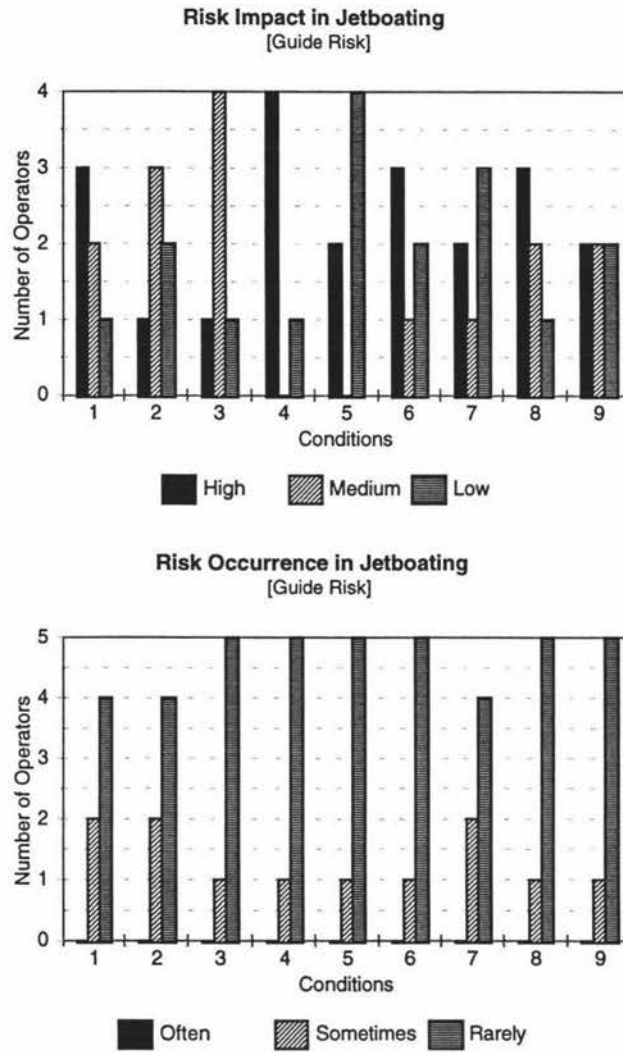 Risk Impact in Jetboating
[Guide Risk]
4
3
2
1
0
Number of Operators
1 2 3 4 5 6 7 8 9
Conditions
High Medium Low
Risk Occurrence in Jetboating
[Guide Risk]
5
4
3
2
1
0
Number of Operators
1 2 3 4 5 6 7 8 9
Conditions
Often Sometimes Rarely